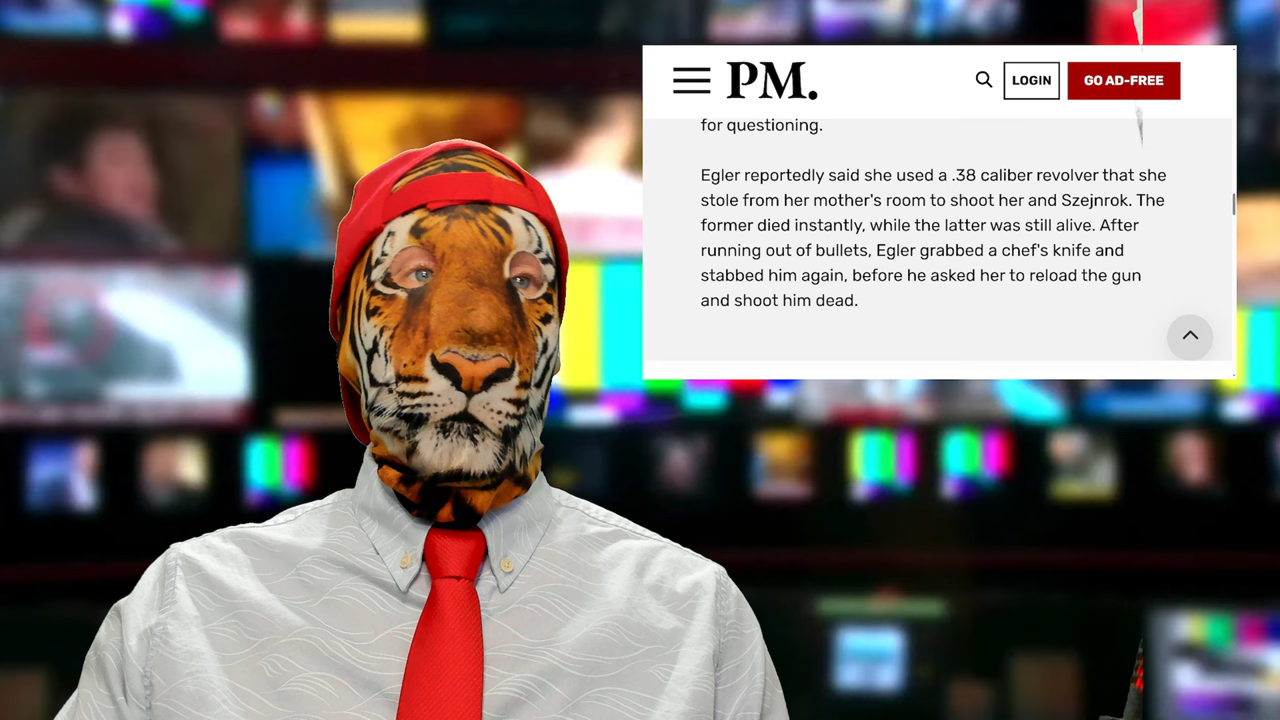 PM.
LOGIN
GO AD-FREE
for questioning.
Egler reportedly said she used a .38 caliber revolver that she
stole from her mother's room to shoot her and Szejnrok. The
former died instantly, while the latter was still alive. After
running out of bullets, Egler grabbed a chef's knife and
stabbed him again, before he asked her to reload the gun
and shoot him dead.